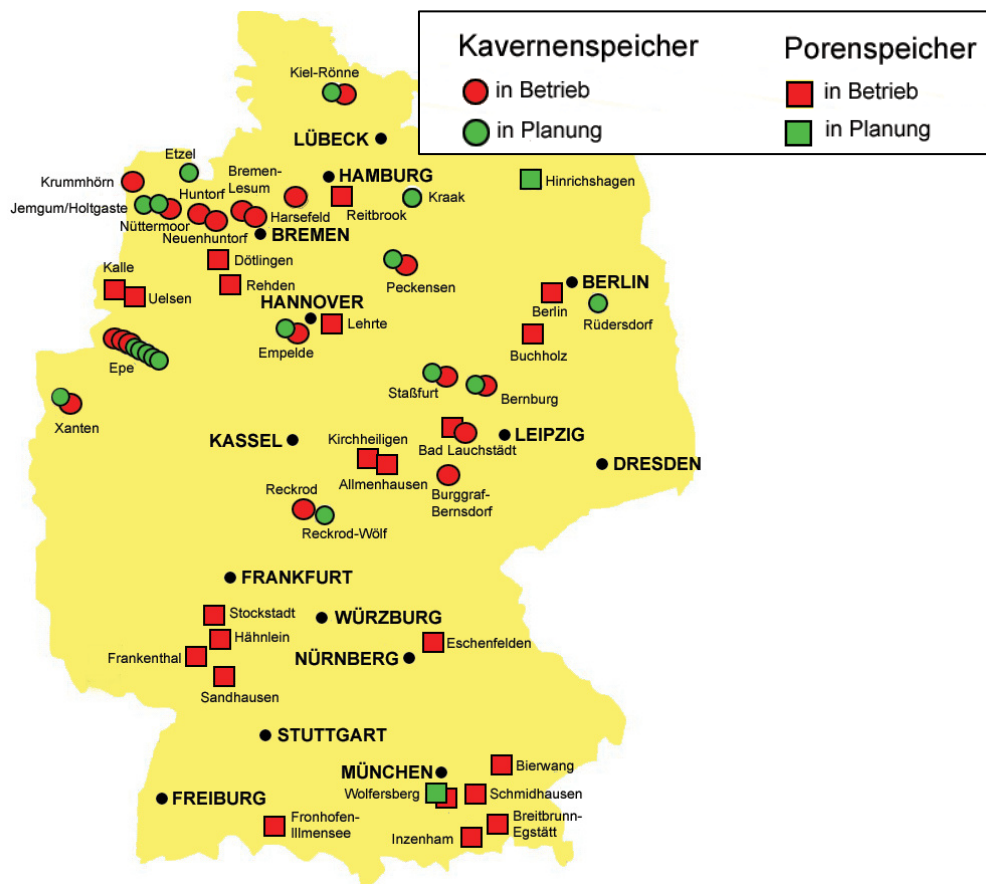 Kavernenspeicher
Porenspeicher
in Betrieb
in Betrieb
in Planung
in Planung
Kiel-Rönne
LÜBECK
Etzel
Krummhörn
Huntorf
Bremen-
Lesum
HAMBURG
Hinrichshagen
Jemgum/Holtgaste
Harsefeld
Reitbrook
Kraak
Nüttermoor
Neuenhuntorf
BREMEN
Kalle
Dötlingen
Uelsen
Rehden
Peckensen
BERLIN
HANNOVER
Berlin
Rüdersdorf
Lehrte
Empelde
Buchholz
Epe
Staßfurt
Bernburg
Xanten
KASSEL
Kirchheiligen
Bad Lauchstädt
LEIPZIG
DRESDEN
Allmenhausen
Reckrod
Burggraf-
Bernsdorf
Reckrod-Wölf
FRANKFURT
Stockstadt
WÜRZBURG
Hähnlein
Eschenfelden
Frankenthal
NÜRNBERG
Sandhausen
STUTTGART
Bierwang
MÜNCHEN
Wolfersberg
Schmidhausen
FREIBURG
Fronhofen-
Illmensee
Breitbrunn-
Egstätt
Inzenham